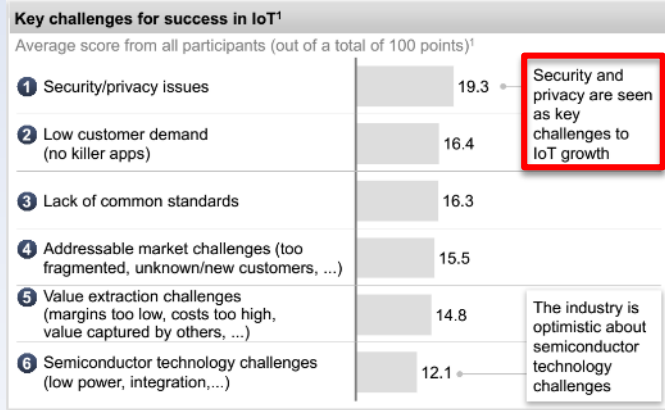 Key challenges for success in IoT¹
Average score from all participants (out of a total of 100 points)¹
1 Security/privacy issues
19.3
Security and
privacy are seen
as key
challenges to
IoT growth
2 Low customer demand
(no killer apps)
16.4
3 Lack of common standards
16.3
4 Addressable market challenges (too
fragmented, unknown/new customers, ...)
15.5
5 Value extraction challenges
(margins too low, costs too high,
value captured by others, ...)
14.8
6 Semiconductor technology challenges
(low power, integration,...)
12.1
The industry is
optimistic about
semiconductor
technology
challenges